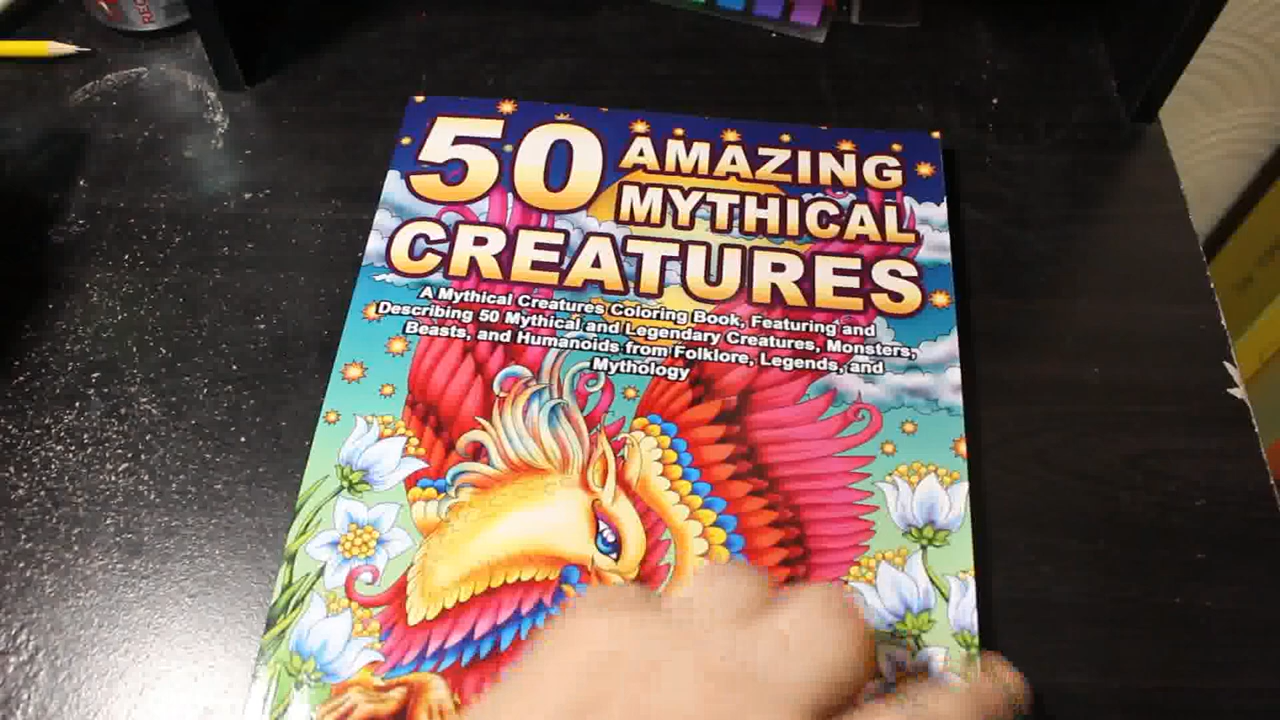 50 AMAZING
MYTHICAL
CREATURES
A Mythical Creatures Coloring Book, Featuring and
Describing 50 Mythical and Legendary Creatures, Monsters,
Beasts, and Humanoids from Folklore, Legends, and
Mythology